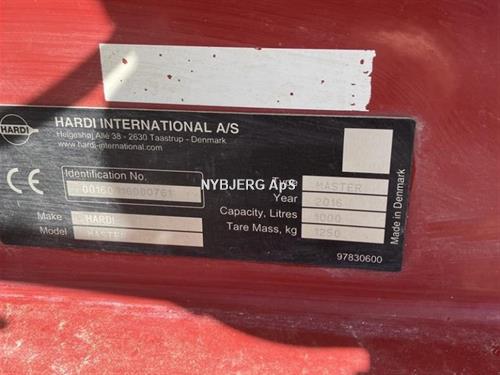 HARDI
HARDI INTERNATIONAL A/S
Helgeshøj Allé 38 - 2630 Taastrup - Denmark
www.hardi-international.com
CE
Identification No.
Make HARDI
Model MASTER
NYBJERG ApS
Type MASTER
Year 2016
Capacity, Litres 1000
Tare Mass, kg 1250
Made in Denmark
97830600